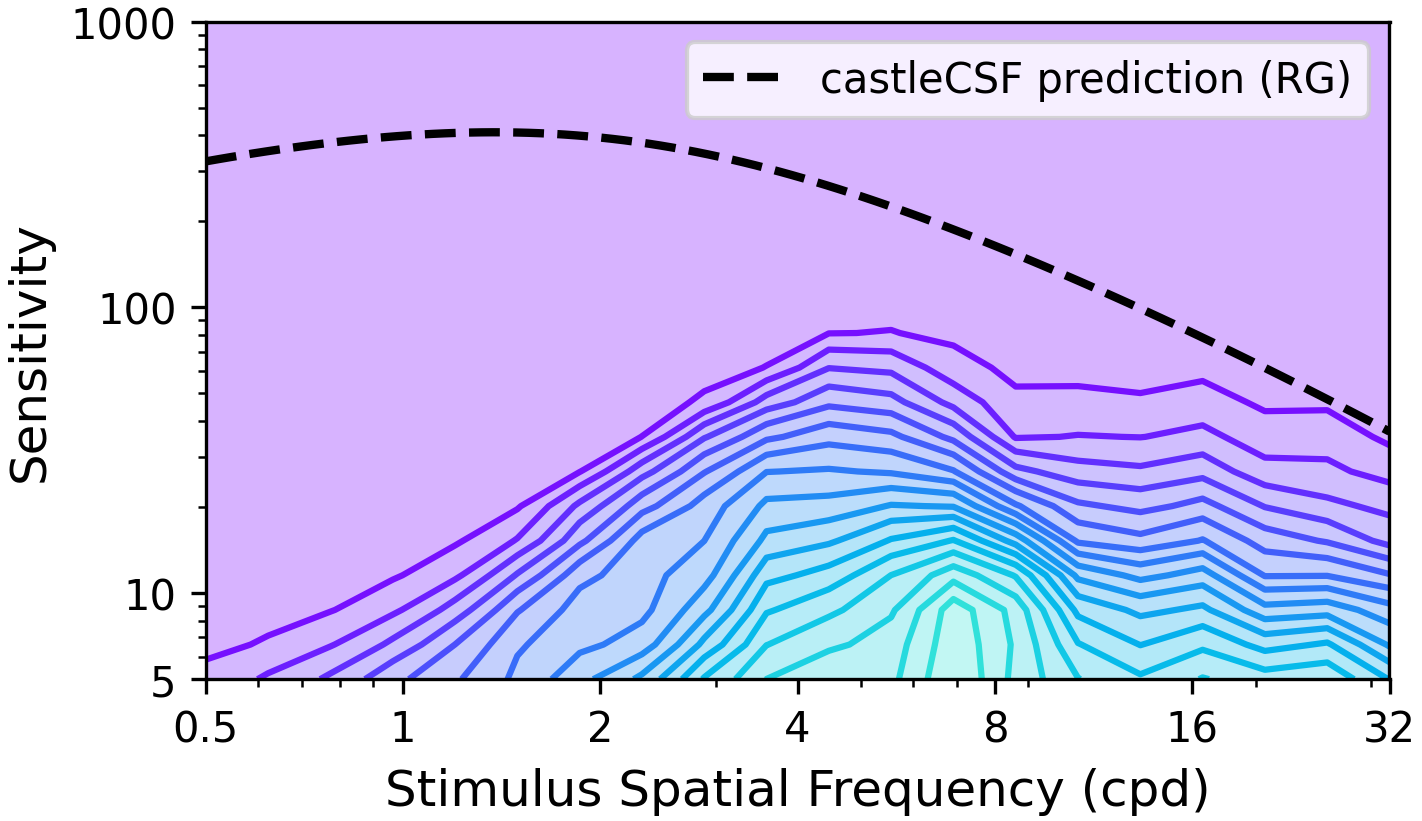 1000
100
10
5
Sensitivity
castleCSF prediction (RG)
0.5 1 2 4 8 16 32
Stimulus Spatial Frequency (cpd)